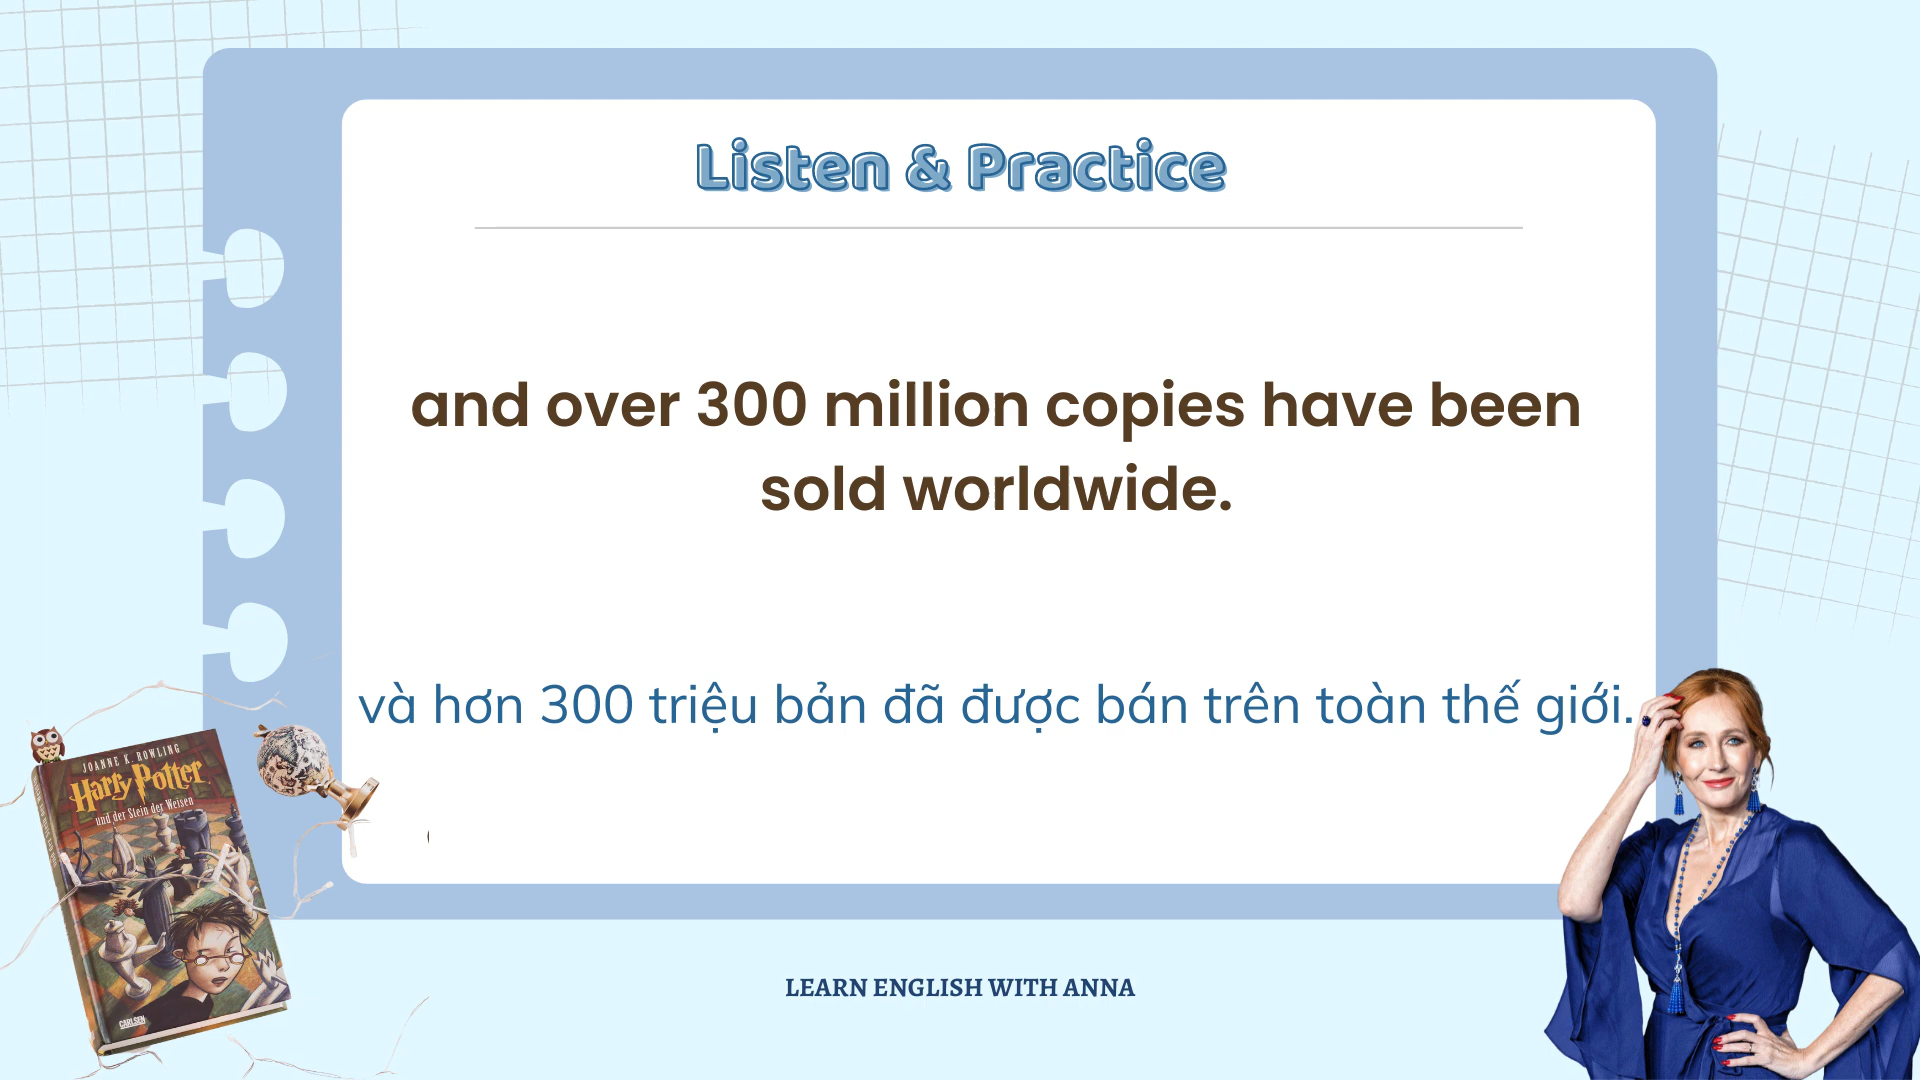 Listen & Practice
and over 300 million copies have been
sold worldwide.
và hơn 300 triệu bản đã được bán trên toàn thế giới.
JOANNE K. ROWLING
Harry Potter
und der Stein der Weisen
CARLSEN
LEARN ENGLISH WITH ANNA